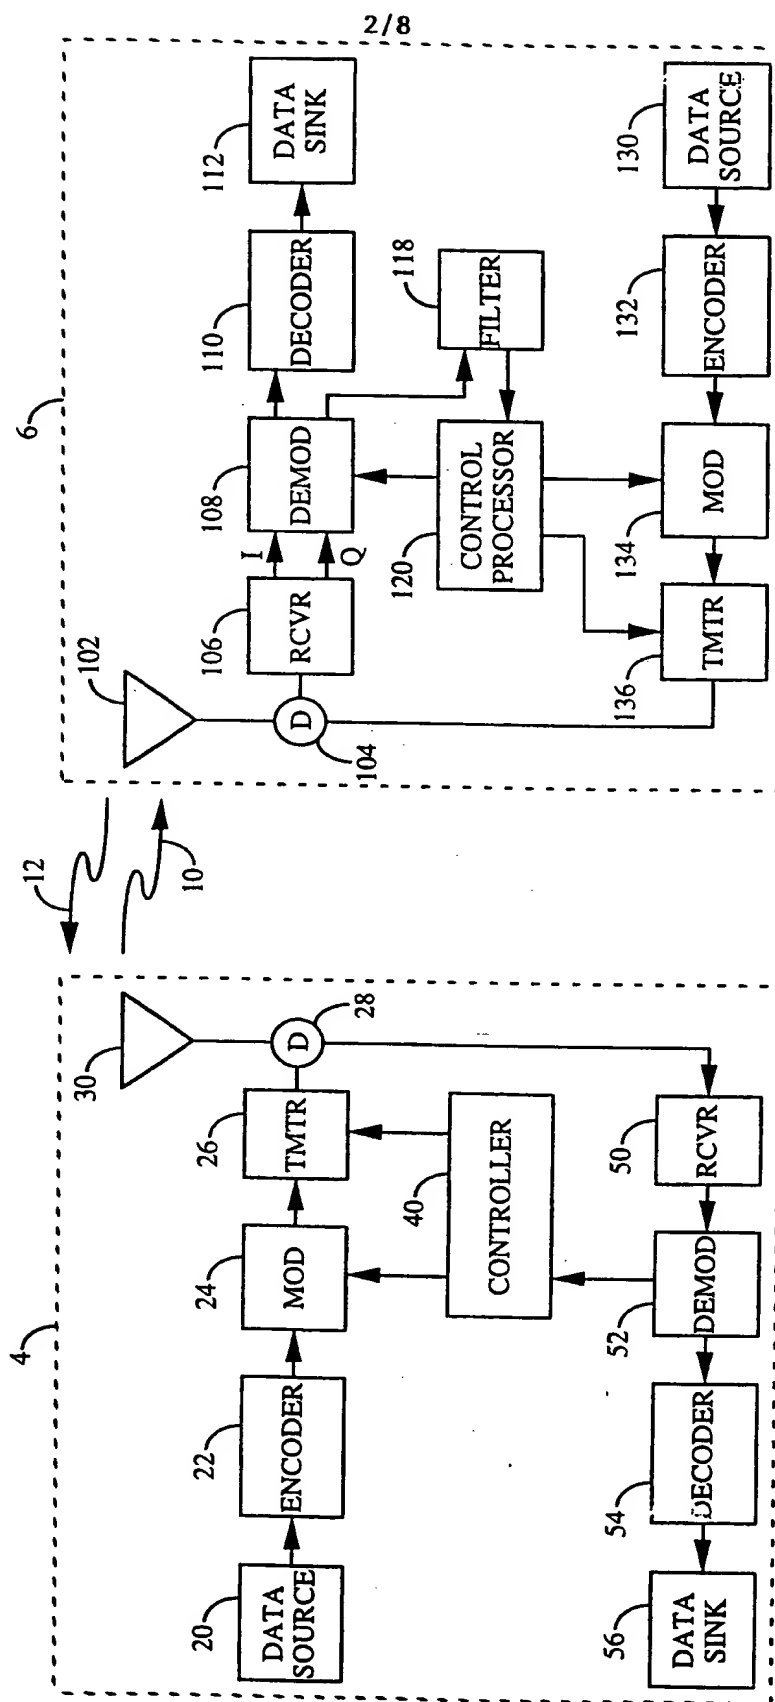 2/8
4
20
DATA
SOURCE
22
ENCODER
24
MOD
26
TMTR
28
D
30
40
CONTROLLER
50
RCVR
52
DEMOD
54
DECODER
56
DATA
SINK
12
10
6
102
104
D
106
RCVR
I
Q
108
DEMOD
110
DECODER
112
DATA
SINK
118
FILTER
120
CONTROL
PROCESSOR
130
DATA
SOURCE
132
ENCODER
134
MOD
136
TMTR